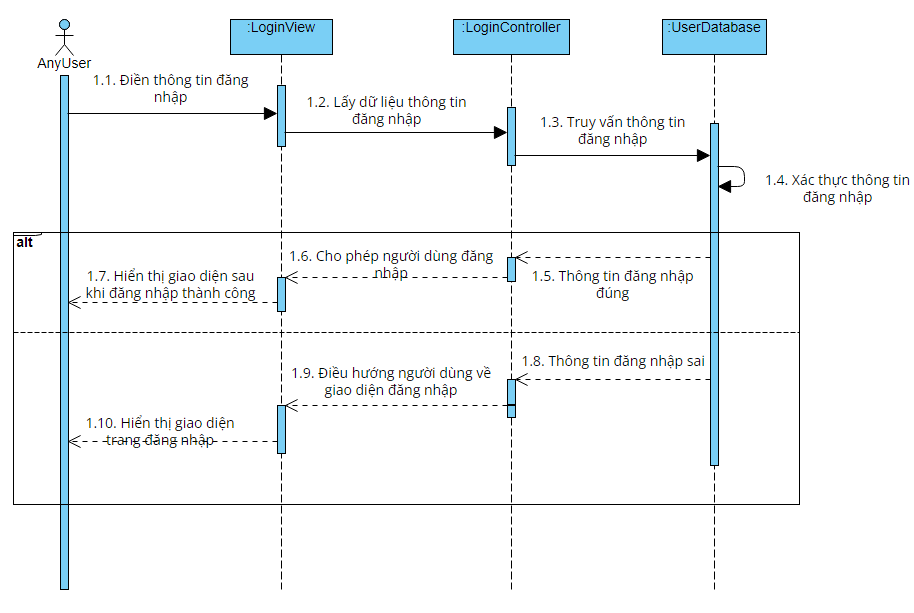 :LoginView
:LoginController
:UserDatabase
AnyUser
1.1. Điền thông tin đăng
nhập
1.2. Lấy dữ liệu thông tin
đăng nhập
1.3. Truy vấn thông tin
đăng nhập
1.4. Xác thực thông tin
đăng nhập
alt
1.6. Cho phép người dùng đăng
nhập
1.5. Thông tin đăng nhập
đúng
1.7. Hiển thị giao diện sau
khi đăng nhập thành công
1.8. Thông tin đăng nhập sai
1.9. Điều hướng người dùng về
giao diện đăng nhập
1.10. Hiển thị giao diện
trang đăng nhập